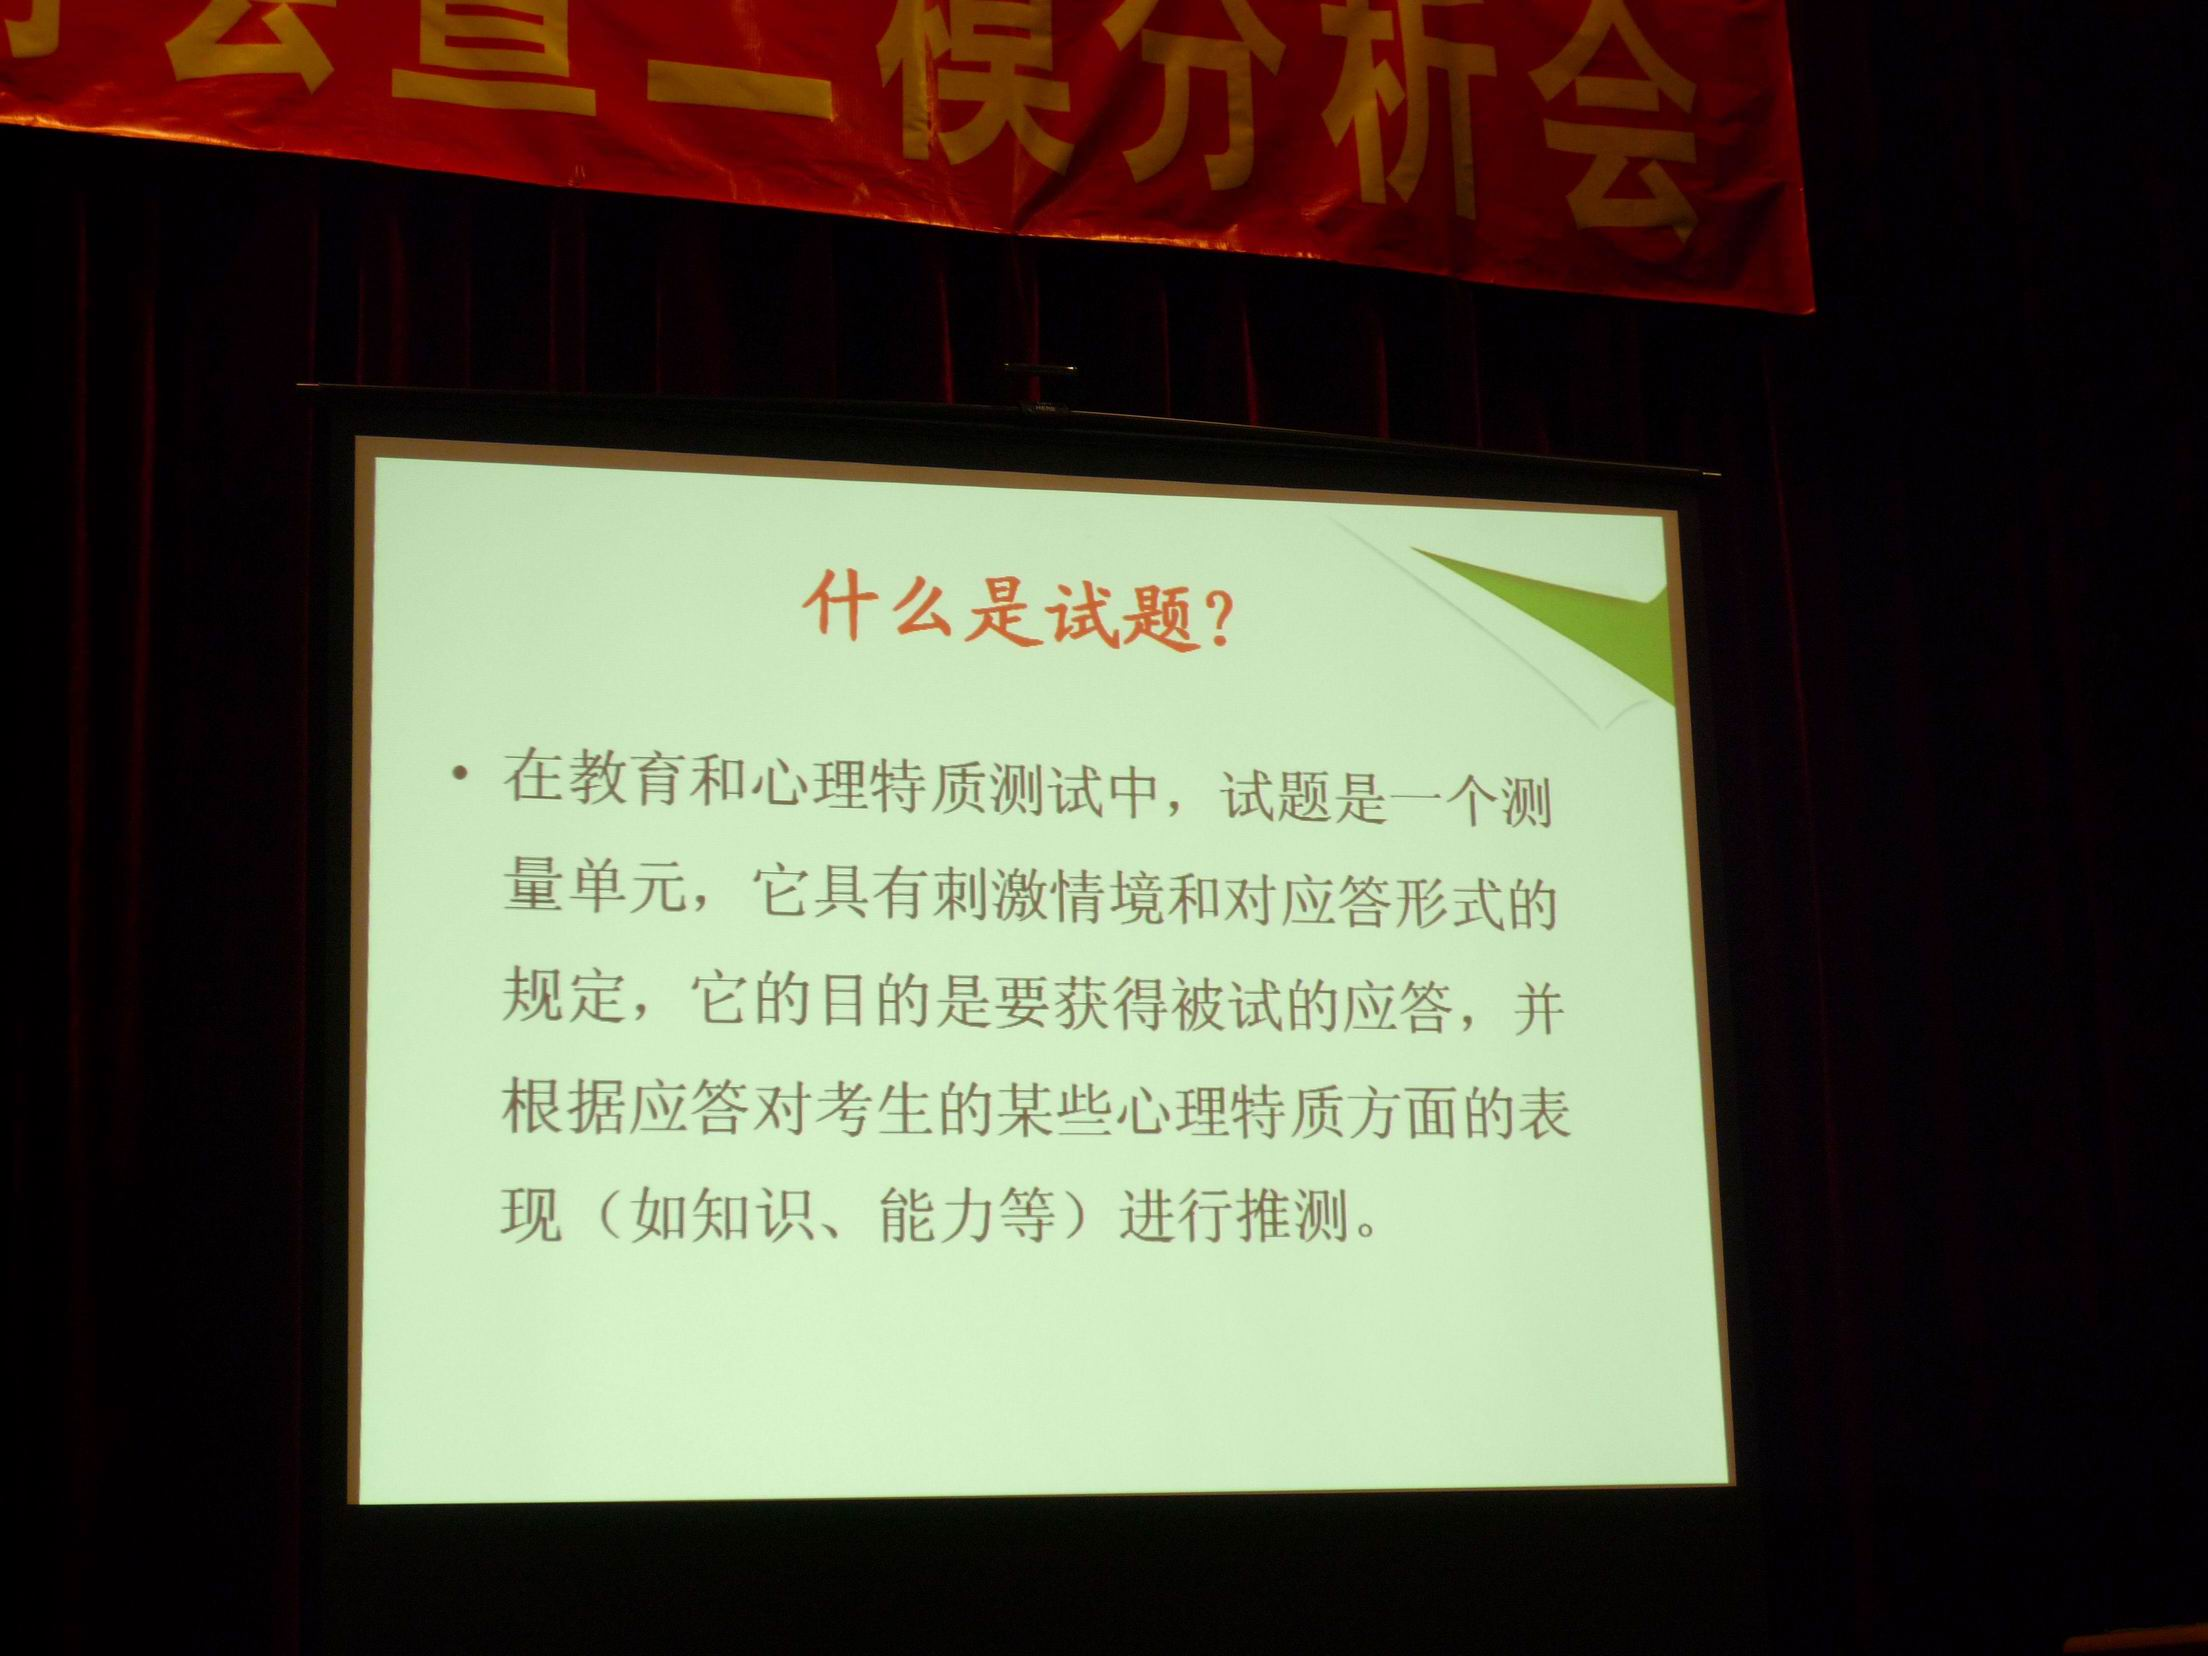 会暨二模分析会
什么是试题？
• 在教育和心理特质测试中，试题是一个测
量单元，它具有刺激情境和对应答形式的
规定，它的目的是要获得被试的应答，并
根据应答对考生的某些心理特质方面的表
现（如知识、能力等）进行推测。